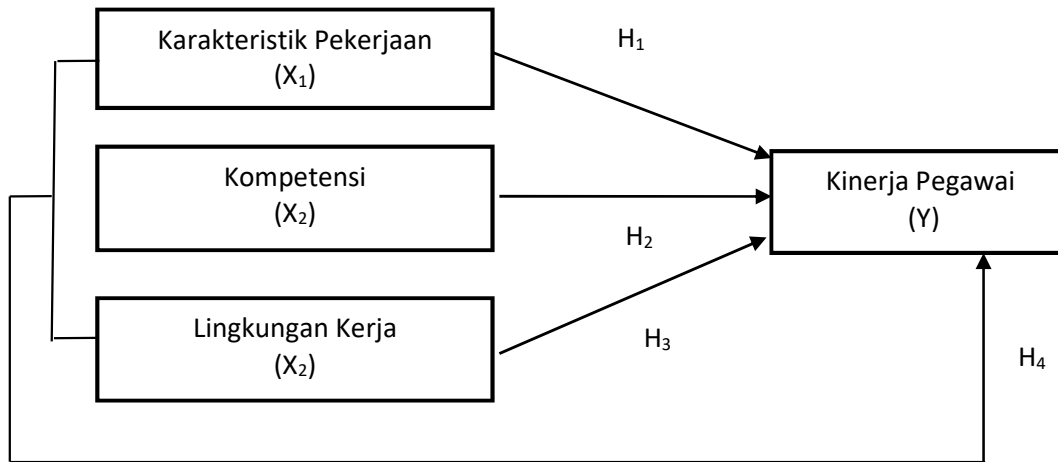 Karakteristik Pekerjaan
(X₁)
H₁
Kompetensi
(X₂)
Kinerja Pegawai
(Y)
H₂
Lingkungan Kerja
(X₂)
H₃
H₄